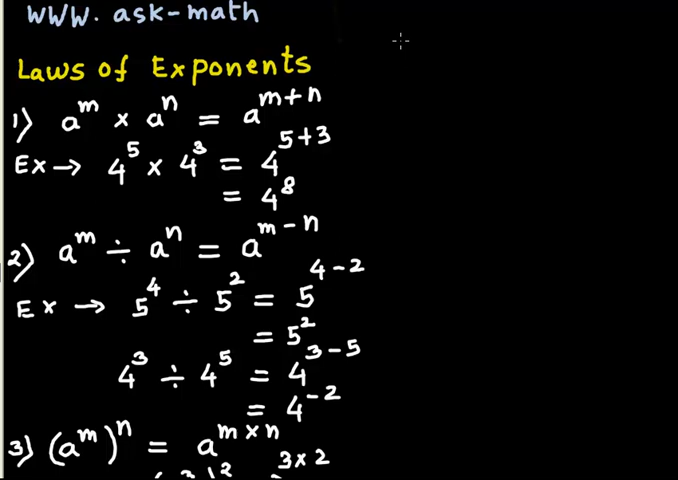 www. ask-math
Laws of Exponents
1) a^m × a^n = a^(m+n)
Ex → 4^5 × 4^3 = 4^(5+3)
= 4^8
2) a^m ÷ a^n = a^(m-n)
Ex → 5^4 ÷ 5^2 = 5^(4-2)
= 5^2
4^3 ÷ 4^5 = 4^(3-5)
= 4^(-2)
3) (a^m)^n = a^(m×n)
3×2